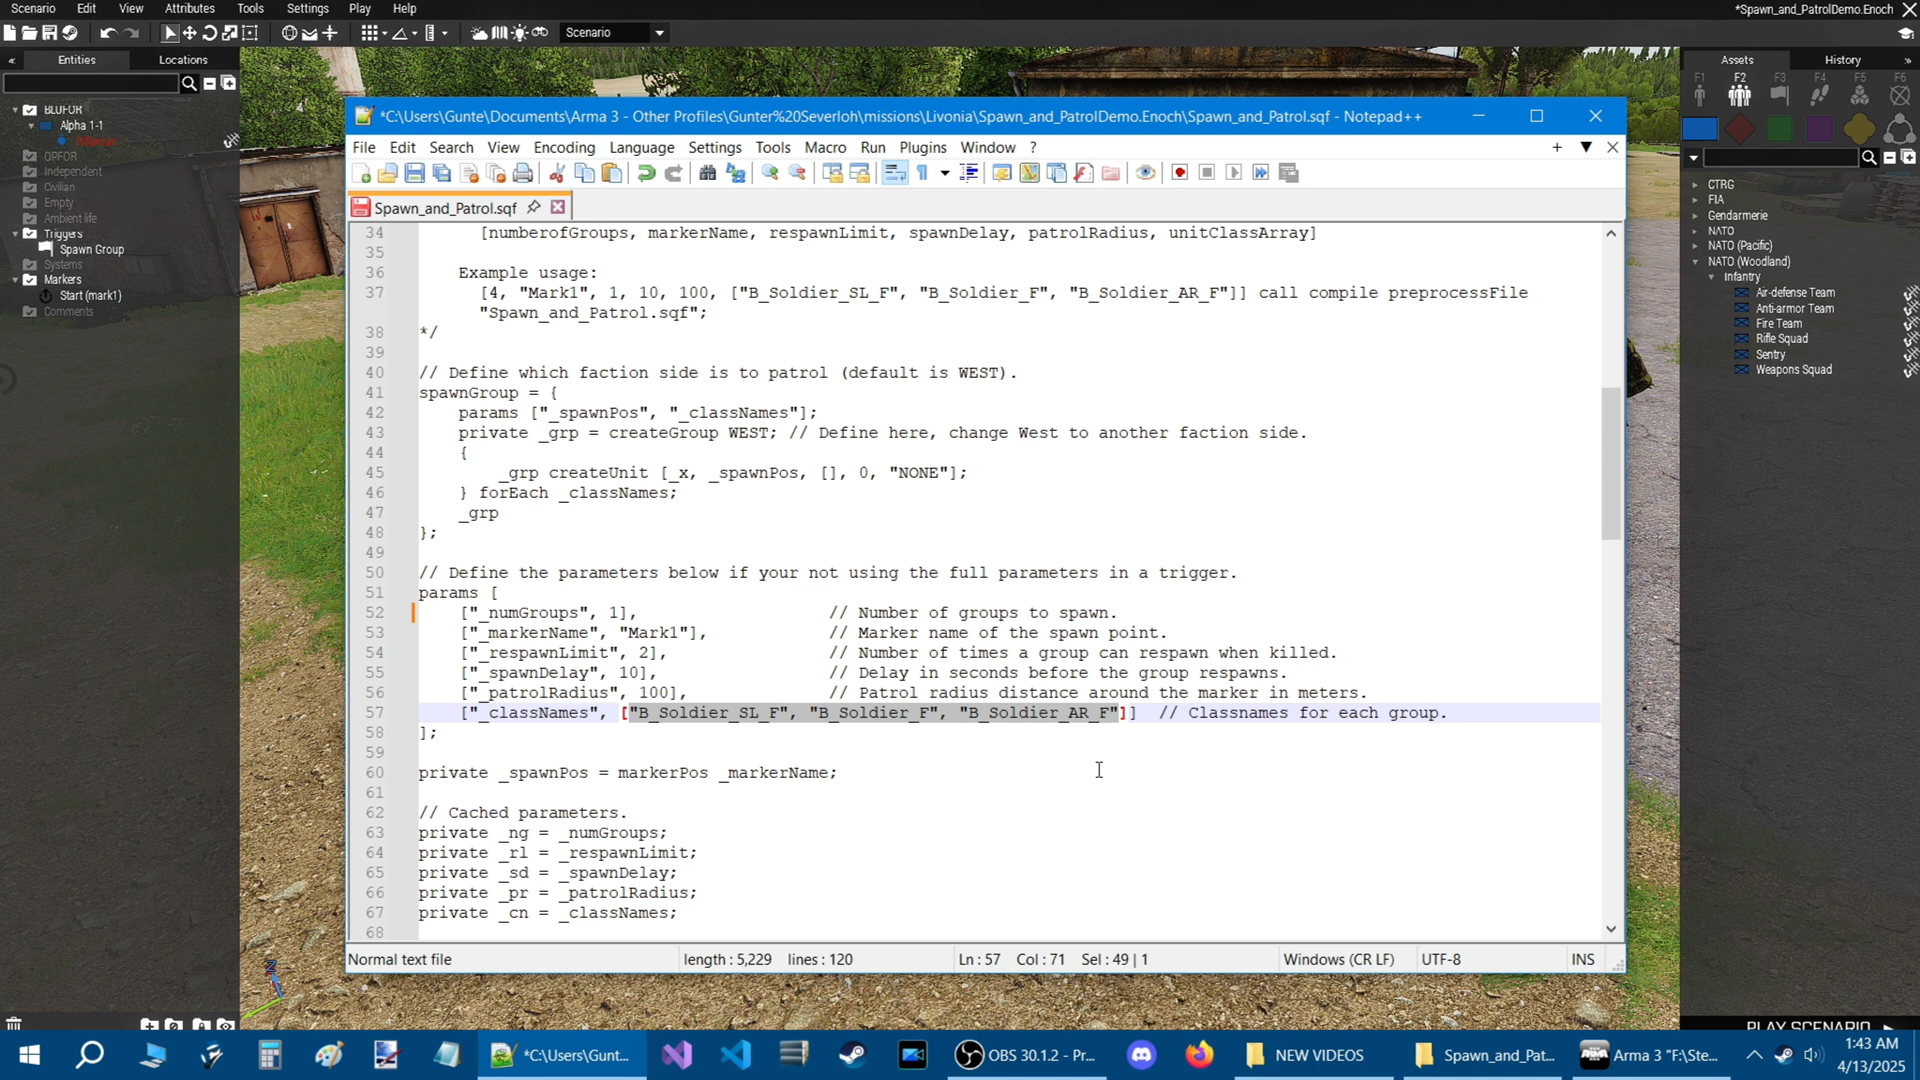 Scenario Edit View Attributes Tools Settings Play Help
*Spawn_and_PatrolDemo.Enoch
Scenario
Entities Locations
BLUFOR
Alpha 1-1
OPFOR
Independent
Civilian
Empty
Ambient life
Triggers
Spawn Group
Systems
Markers
Start (mark1)
Comments
*C:\Users\Gunte\Documents\Arma 3 - Other Profiles\Gunter%20Severloh\missions\Livonia\Spawn_and_PatrolDemo.Enoch\Spawn_and_Patrol.sqf - Notepad++
File Edit Search View Encoding Language Settings Tools Macro Run Plugins Window ?
Spawn_and_Patrol.sqf
34 [numberofGroups, markerName, respawnLimit, spawnDelay, patrolRadius, unitClassArray]
35
36 Example usage:
37 [4, "Mark1", 1, 10, 100, ["B_Soldier_SL_F", "B_Soldier_F", "B_Soldier_AR_F"]] call compile preprocessFile
"Spawn_and_Patrol.sqf";
38 */
39
40 // Define which faction side is to patrol (default is WEST).
41 spawnGroup = {
42 params ["_spawnPos", "_classNames"];
43 private _grp = createGroup WEST; // Define here, change West to another faction side.
44 {
45 _grp createUnit [_x, _spawnPos, [], 0, "NONE"];
46 } forEach _classNames;
47 _grp
48 };
49
50 // Define the parameters below if your not using the full parameters in a trigger.
51 params [
52 ["_numGroups", 1], // Number of groups to spawn.
53 ["_markerName", "Mark1"], // Marker name of the spawn point.
54 ["_respawnLimit", 2], // Number of times a group can respawn when killed.
55 ["_spawnDelay", 10], // Delay in seconds before the group respawns.
56 ["_patrolRadius", 100], // Patrol radius distance around the marker in meters.
57 ["_classNames", ["B_Soldier_SL_F", "B_Soldier_F", "B_Soldier_AR_F"]] // Classnames for each group.
58 ];
59
60 private _spawnPos = markerPos _markerName;
61
62 // Cached parameters.
63 private _ng = _numGroups;
64 private _rl = _respawnLimit;
65 private _sd = _spawnDelay;
66 private _pr = _patrolRadius;
67 private _cn = _classNames;
68
Normal text file length : 5,229 lines : 120 Ln : 57 Col : 71 Sel : 49 | 1 Windows (CR LF) UTF-8 INS
Assets History
F1 F2 F3 F4 F5 F6
CTRG
FIA
Gendarmerie
NATO
NATO (Pacific)
NATO (Woodland)
Infantry
Air-defense Team
Anti-armor Team
Fire Team
Rifle Squad
Sentry
Weapons Squad
PLAY SCENARIO
*C:\Users\Gunt... OBS 30.1.2 - Pr... NEW VIDEOS Spawn_and_Pat... Arma 3 "F:\Ste...
1:43 AM
4/13/2025